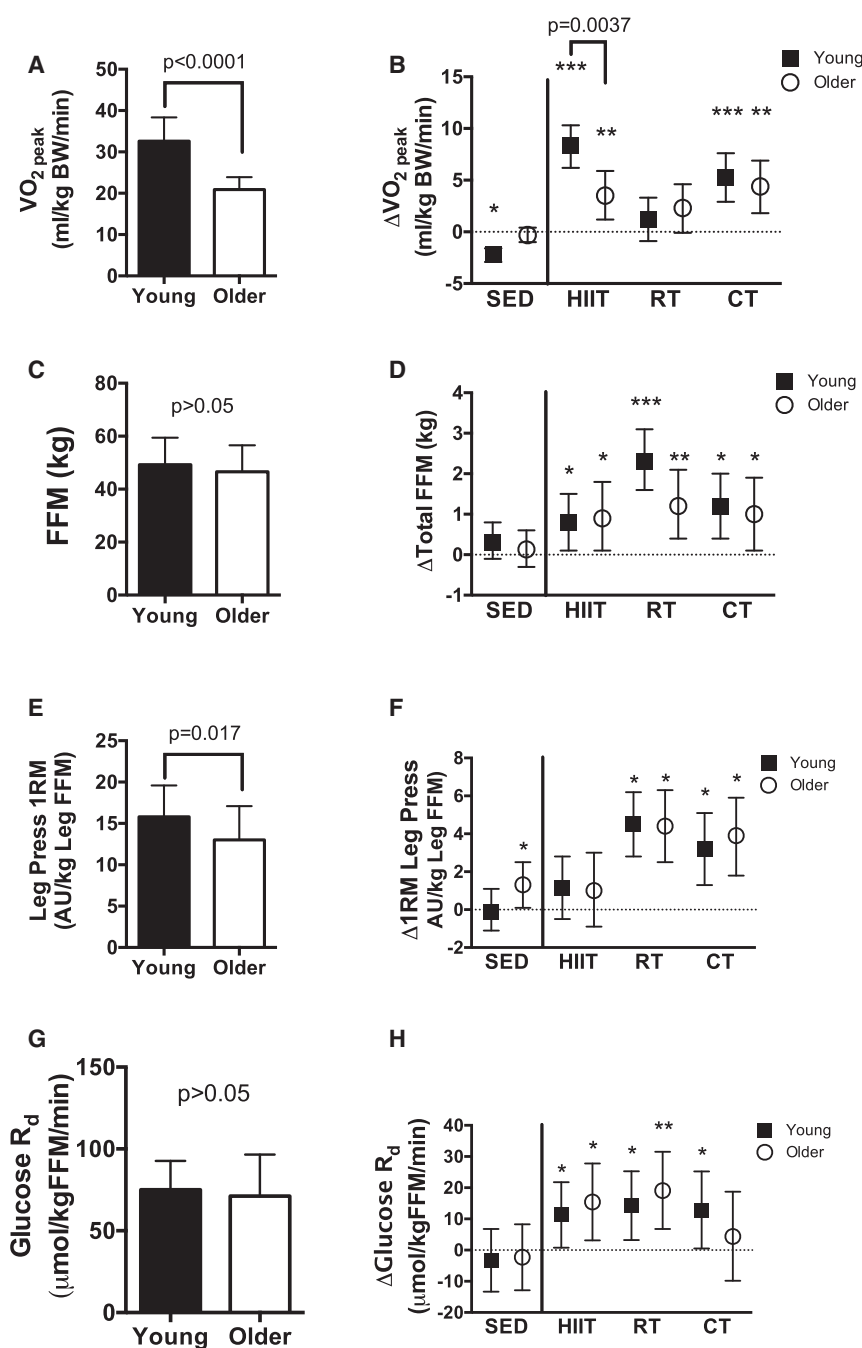 A
p<0.0001
VO2 peak
(ml/kg BW/min)
50
40
30
20
10
0
Young Older
B
p=0.0037
Young
Older
ΔVO2 peak
(ml/kg BW/min)
15
10
5
0
-5
*
***
**
*** **
SED HIIT RT CT
C
FFM (kg)
80
60
40
20
0
p>0.05
Young Older
D
Young
Older
ΔTotal FFM (kg)
4
3
2
1
0
-1
* * *** ** * *
SED HIIT RT CT
E
p=0.017
Leg Press 1RM
(AU/kg Leg FFM)
25
20
15
10
5
0
Young Older
F
Young
Older
Δ1RM Leg Press
AU/kg Leg FFM)
8
6
4
2
0
-2
* * * * *
SED HIIT RT CT
G
Glucose Rd
(μmol/kgFFM/min)
150
100
50
0
p>0.05
Young Older
H
Young
Older
ΔGlucose Rd
(μmol/kgFFM/min)
40
30
20
10
0
-10
-20
* * * ** *
SED HIIT RT CT